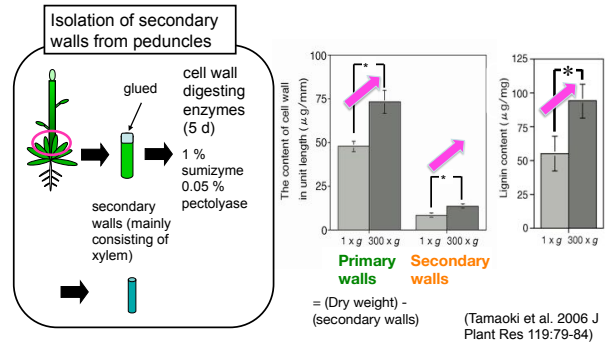 Isolation of secondary
walls from peduncles
glued
cell wall
digesting
enzymes
(5 d)
1 %
sumizyme
0.05 %
pectolyase
secondary
walls (mainly
consisting of
xylem)
The content of cell wall
in unit length (μg/mm)
100
75
50
25
0
*
*
1 x g 300 x g
1 x g 300 x g
Primary
walls
Secondary
walls
= (Dry weight) -
(secondary walls)
Lignin content (μg/mg)
125
100
75
50
25
0
*
1 x g 300 x g
(Tamaoki et al. 2006 J
Plant Res 119:79-84)